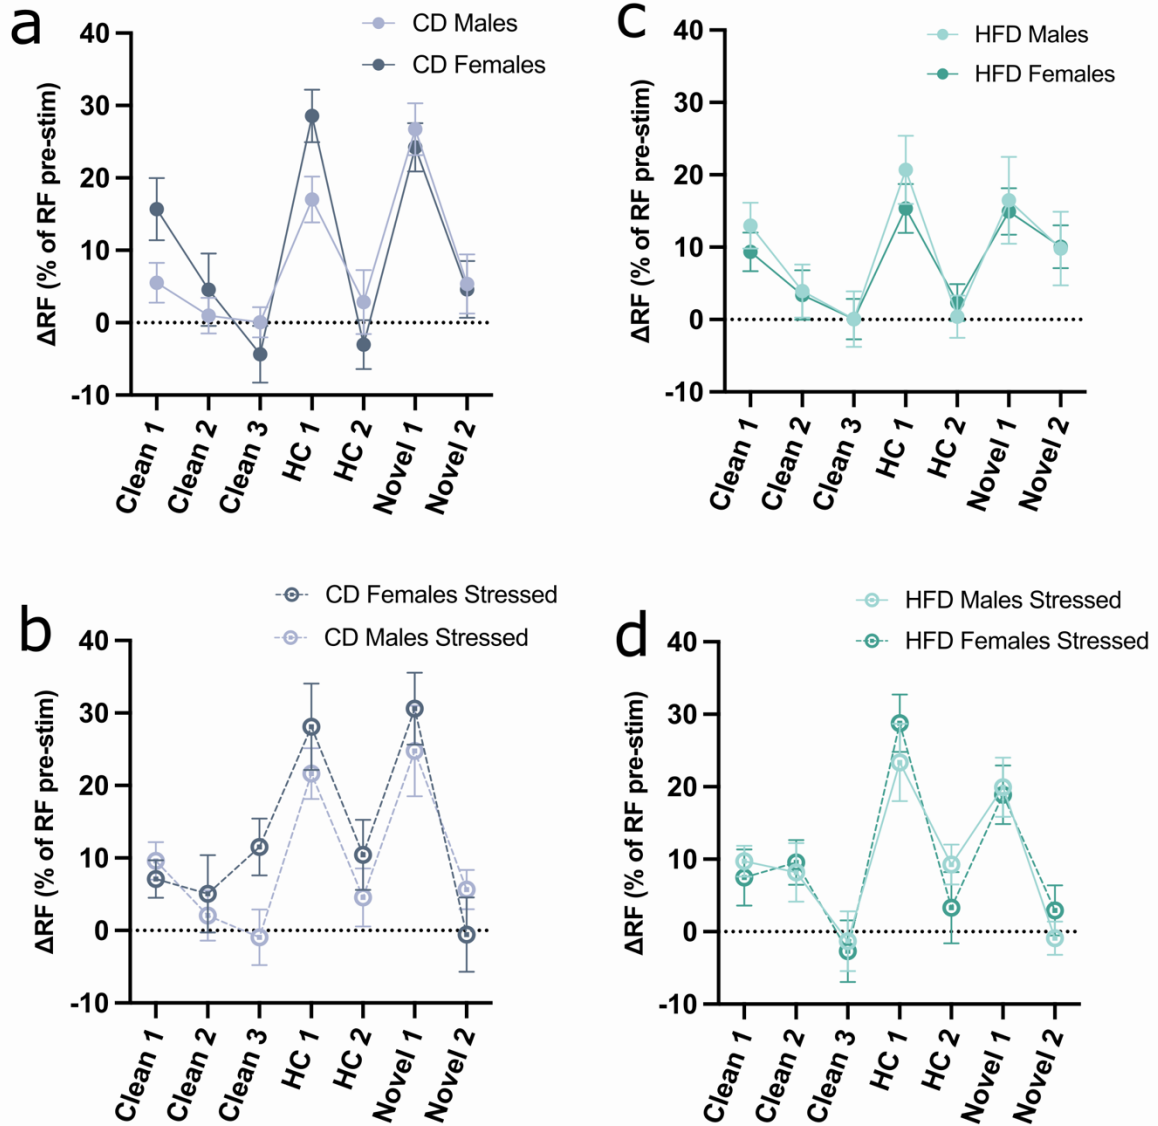 a
CD Males
CD Females
ΔRF (% of RF pre-stim)
40
30
20
10
0
-10
Clean 1
Clean 2
Clean 3
HC 1
HC 2
Novel 1
Novel 2
c
HFD Males
HFD Females
ΔRF (% of RF pre-stim)
40
30
20
10
0
-10
Clean 1
Clean 2
Clean 3
HC 1
HC 2
Novel 1
Novel 2
b
CD Females Stressed
CD Males Stressed
ΔRF (% of RF pre-stim)
40
30
20
10
0
-10
Clean 1
Clean 2
Clean 3
HC 1
HC 2
Novel 1
Novel 2
d
HFD Males Stressed
HFD Females Stressed
ΔRF (% of RF pre-stim)
40
30
20
10
0
-10
Clean 1
Clean 2
Clean 3
HC 1
HC 2
Novel 1
Novel 2